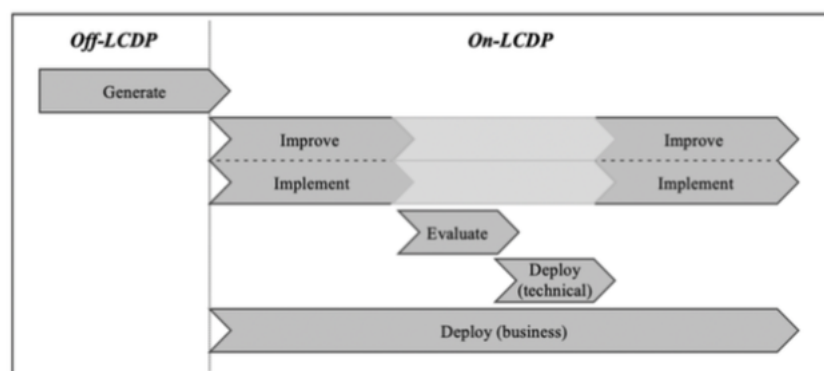 Off-LCDP
On-LCDP
Generate
Improve
Improve
Implement
Implement
Evaluate
Deploy
(technical)
Deploy (business)